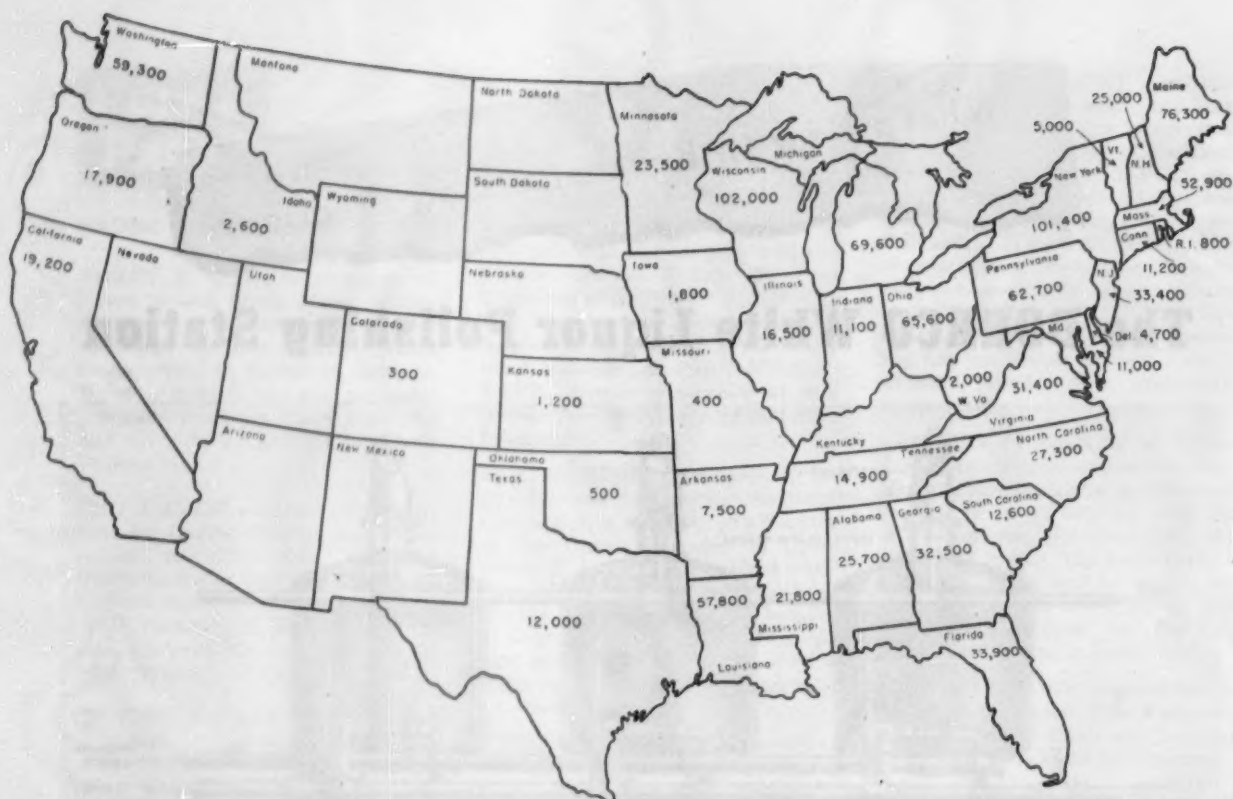 Washington
59,300
Montana
North Dakota
Minnesota
23,500
Oregon
17,900
Idaho
2,600
Wyoming
South Dakota
Michigan
Wisconsin
102,000
69,600
Maine
76,300
25,000
5,000
Vt.
N.H.
New York
101,400
52,900
Mass.
Conn.
R.I. 800
11,200
California
19,200
Nevada
Utah
Nebraska
Iowa
1,800
Illinois
16,500
Indiana
11,100
Ohio
65,600
Pennsylvania
62,700
N.J.
33,400
Md.
Del. 4,700
11,000
Colorado
300
Kansas
1,200
Missouri
400
2,000
W. Va
31,400
Virginia
Kentucky
Tennessee
14,900
North Carolina
27,300
Arizona
New Mexico
Oklahoma
500
Texas
12,000
Arkansas
7,500
South Carolina
12,600
Alabama
25,700
Georgia
32,500
57,800
21,800
Mississippi
Louisiana
Florida
33,900
White Liquor Polishing Station